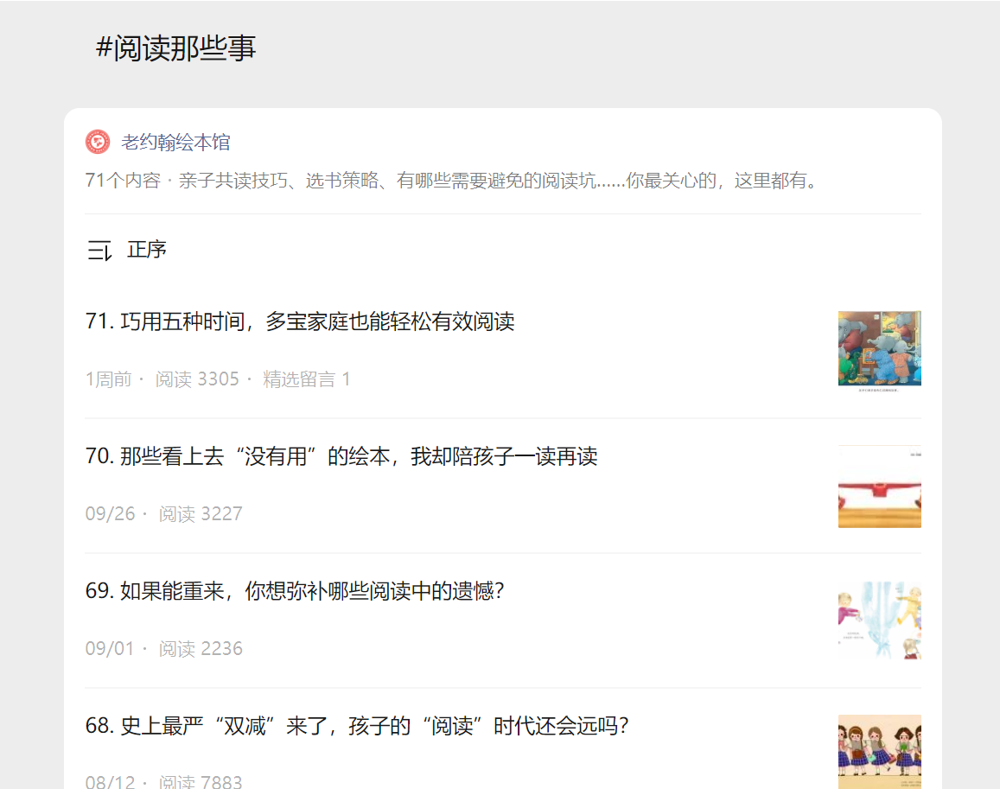 #阅读那些事
老约翰绘本馆
71个内容 · 亲子共读技巧、选书策略、有哪些需要避免的阅读坑......你最关心的，这里都有。
正序
71. 巧用五种时间，多宝家庭也能轻松有效阅读
1周前 · 阅读 3305 · 精选留言 1
70. 那些看上去“没有用”的绘本，我却陪孩子一读再读
09/26 · 阅读 3227
69. 如果能重来，你想弥补哪些阅读中的遗憾？
09/01 · 阅读 2236
68. 史上最严“双减”来了，孩子的“阅读”时代还会远吗？
08/12 · 阅读 7883